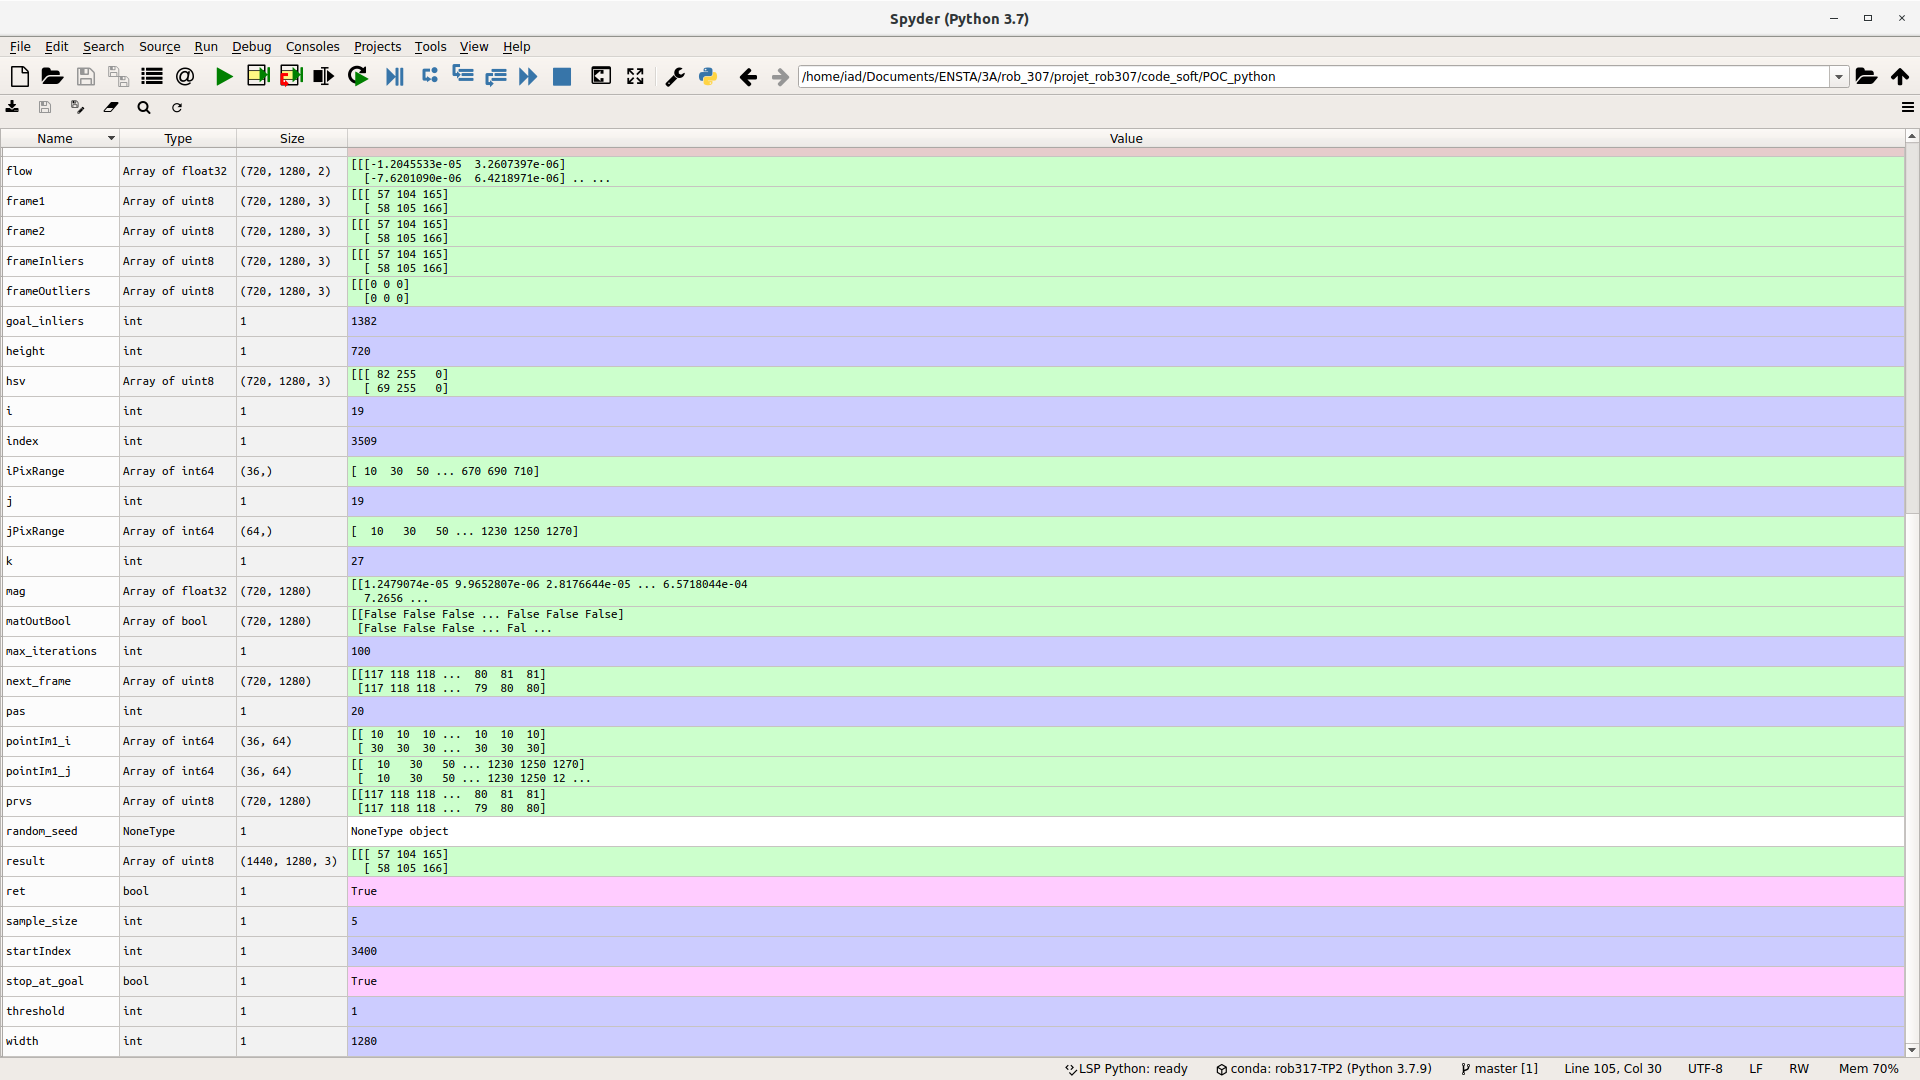 Spyder (Python 3.7)
File Edit Search Source Run Debug Consoles Projects Tools View Help
/home/iad/Documents/ENSTA/3A/rob_307/projet_rob307/code_soft/POC_python
Name Type Size Value
flow Array of float32 (720, 1280, 2) [[[-1.2045533e-05 3.2607397e-06]
[-7.6201090e-06 6.4218971e-06] .. ...
frame1 Array of uint8 (720, 1280, 3) [[[ 57 104 165]
[ 58 105 166]
frame2 Array of uint8 (720, 1280, 3) [[[ 57 104 165]
[ 58 105 166]
frameInliers Array of uint8 (720, 1280, 3) [[[ 57 104 165]
[ 58 105 166]
frameOutliers Array of uint8 (720, 1280, 3) [[[0 0 0]
[0 0 0]
goal_inliers int 1 1382
height int 1 720
hsv Array of uint8 (720, 1280, 3) [[[ 82 255 0]
[ 69 255 0]
i int 1 19
index int 1 3509
iPixRange Array of int64 (36,) [ 10 30 50 ... 670 690 710]
j int 1 19
jPixRange Array of int64 (64,) [ 10 30 50 ... 1230 1250 1270]
k int 1 27
mag Array of float32 (720, 1280) [[1.2479074e-05 9.9652807e-06 2.8176644e-05 ... 6.5718044e-04
7.2656 ...
matOutBool Array of bool (720, 1280) [[False False False ... False False False]
[False False False ... Fal ...
max_iterations int 1 100
next_frame Array of uint8 (720, 1280) [[117 118 118 ... 80 81 81]
[117 118 118 ... 79 80 80]
pas int 1 20
pointIm1_i Array of int64 (36, 64) [[ 10 10 10 ... 10 10 10]
[ 30 30 30 ... 30 30 30]
pointIm1_j Array of int64 (36, 64) [[ 10 30 50 ... 1230 1250 1270]
[ 10 30 50 ... 1230 1250 12 ...
prvs Array of uint8 (720, 1280) [[117 118 118 ... 80 81 81]
[117 118 118 ... 79 80 80]
random_seed NoneType 1 NoneType object
result Array of uint8 (1440, 1280, 3) [[[ 57 104 165]
[ 58 105 166]
ret bool 1 True
sample_size int 1 5
startIndex int 1 3400
stop_at_goal bool 1 True
threshold int 1 1
width int 1 1280
LSP Python: ready conda: rob317-TP2 (Python 3.7.9) master [1] Line 105, Col 30 UTF-8 LF RW Mem 70%